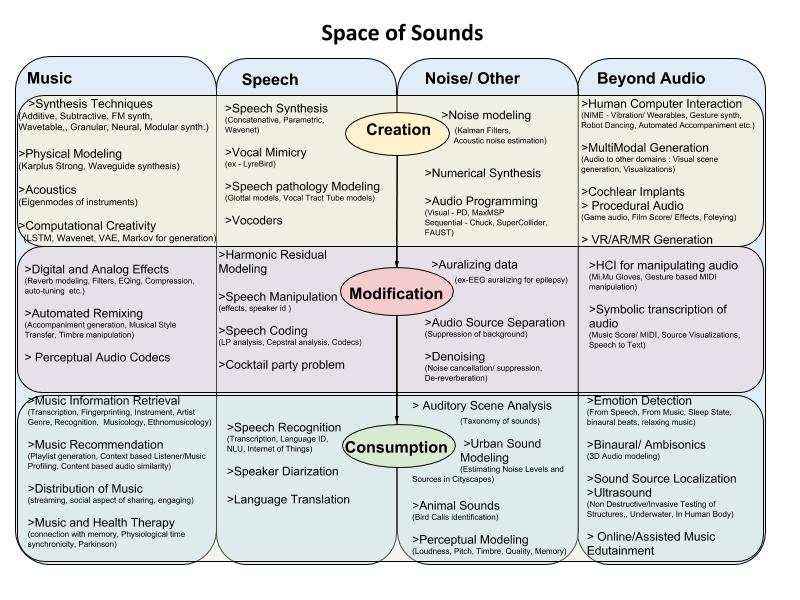 Space of Sounds
Music
Speech
Noise/ Other
Beyond Audio
Creation
Modification
Consumption
>Synthesis Techniques
(Additive, Subtractive, FM synth,
Wavetable,, Granular, Neural, Modular synth.)
>Physical Modeling
(Karplus Strong, Waveguide synthesis)
>Acoustics
(Eigenmodes of instruments)
>Computational Creativity
(LSTM, Wavenet, VAE, Markov for generation)
>Speech Synthesis
(Concatenative, Parametric,
Wavenet)
>Vocal Mimicry
(ex - LyreBird)
>Speech pathology Modeling
(Glottal models, Vocal Tract Tube models)
>Vocoders
>Noise modeling
(Kalman Filters,
Acoustic noise estimation)
>Numerical Synthesis
>Audio Programming
(Visual - PD, MaxMSP
Sequential - Chuck, SuperCollider,
FAUST)
>Human Computer Interaction
(NIME - Vibration/ Wearables, Gesture synth,
Robot Dancing, Automated Accompaniment etc.)
>MultiModal Generation
(Audio to other domains : Visual scene
generation, Visualizations)
>Cochlear Implants
> Procedural Audio
(Game audio, Film Score/ Effects, Foleying)
> VR/AR/MR Generation
>Digital and Analog Effects
(Reverb modeling, Filters, EQing, Compression,
auto-tuning  etc.)
>Automated Remixing
(Accompaniment generation, Musical Style
Transfer, Timbre manipulation)
> Perceptual Audio Codecs
>Harmonic Residual
Modeling
>Speech Manipulation
(effects, speaker id )
>Speech Coding
(LP analysis, Cepstral analysis, Codecs)
>Cocktail party problem
>Auralizing data
(ex-EEG auralizing for epilepsy)
>Audio Source Separation
(Suppression of background)
>Denoising
(Noise cancellation/ suppression,
De-reverberation)
>HCI for manipulating audio
(Mi.Mu Gloves, Gesture based MIDI
manipulation)
>Symbolic transcription of
audio
(Music Score/ MIDI, Source Visualizations,
Speech to Text)
>Music Information Retrieval
(Transcription, Fingerprinting, Instrument, Artist
Genre, Recognition,  Musicology, Ethnomusicology)
>Music Recommendation
(Playlist generation, Context based Listener/Music
Profiling, Content based audio similarity)
>Distribution of Music
(streaming, social aspect of sharing, engaging)
>Music and Health Therapy
(connection with memory, Physiological time
synchronicity, Parkinson)
>Speech Recognition
(Transcription, Language ID,
NLU, Internet of Things)
>Speaker Diarization
>Language Translation
> Auditory Scene Analysis
(Taxonomy of sounds)
>Urban Sound
Modeling
(Estimating Noise Levels and
Sources in Cityscapes)
>Animal Sounds
(Bird Calls identification)
>Perceptual Modeling
(Loudness, Pitch, Timbre, Quality, Memory)
>Emotion Detection
(From Speech, From Music, Sleep State,
binaural beats, relaxing music)
>Binaural/ Ambisonics
(3D Audio modeling)
>Sound Source Localization
>Ultrasound
(Non Destructive/Invasive Testing of
Structures,, Underwater, In Human Body)
> Online/Assisted Music
Edutainment